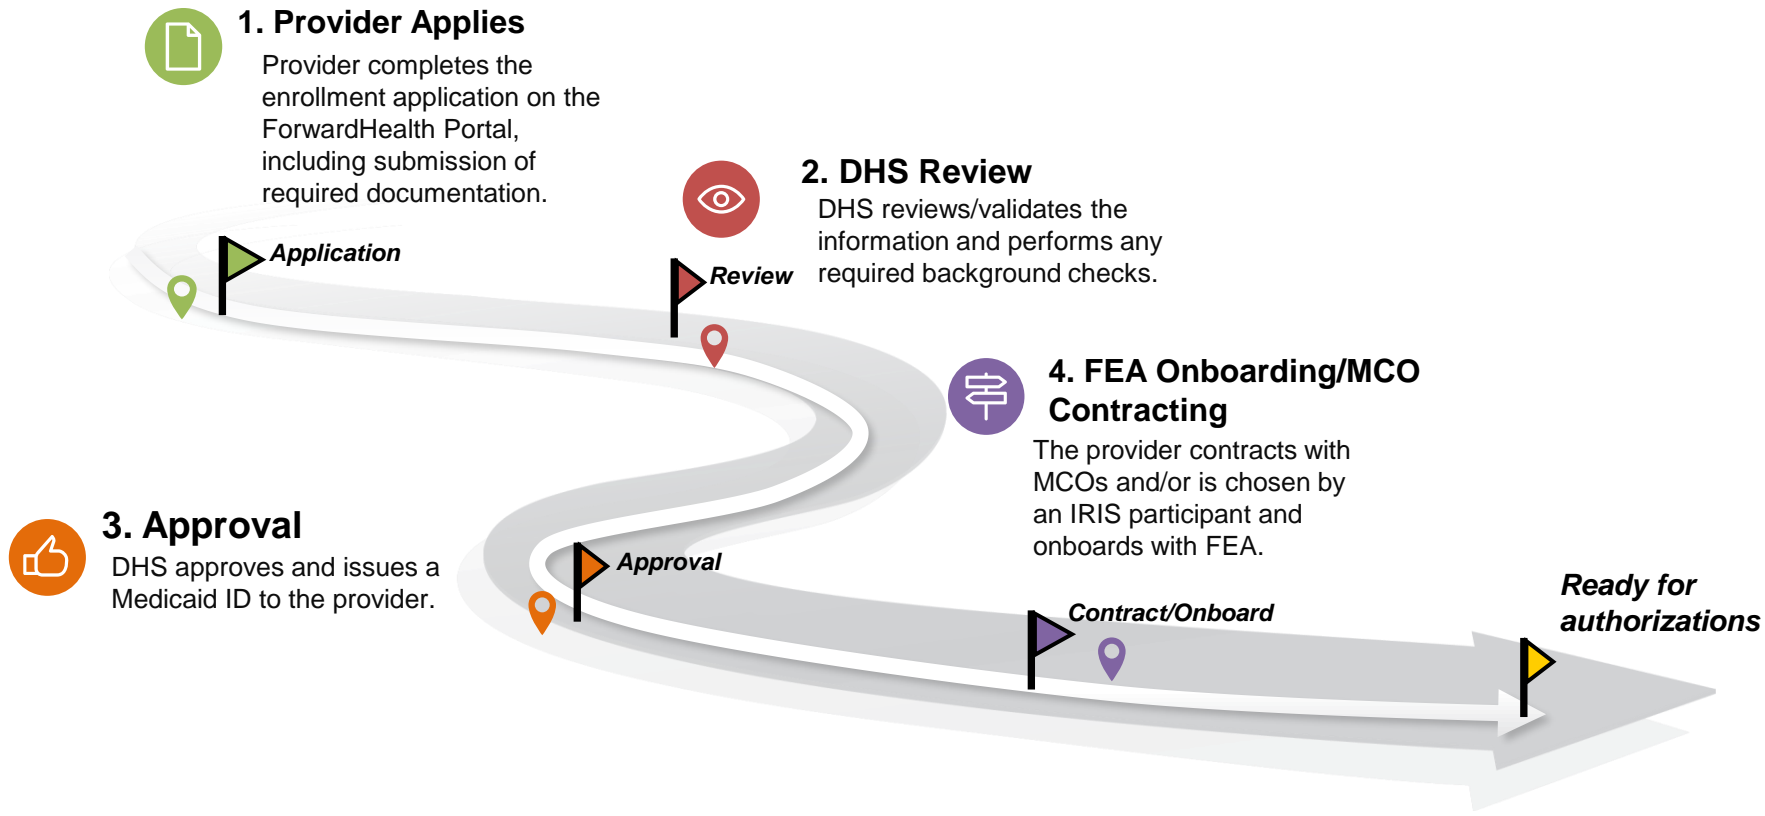 1. Provider Applies
Provider completes the
enrollment application on the
ForwardHealth Portal,
including submission of
required documentation.
Application
2. DHS Review
DHS reviews/validates the
information and performs any
required background checks.
Review
3. Approval
DHS approves and issues a
Medicaid ID to the provider.
Approval
4. FEA Onboarding/MCO
Contracting
The provider contracts with
MCOs and/or is chosen by
an IRIS participant and
onboards with FEA.
Contract/Onboard
Ready for
authorizations